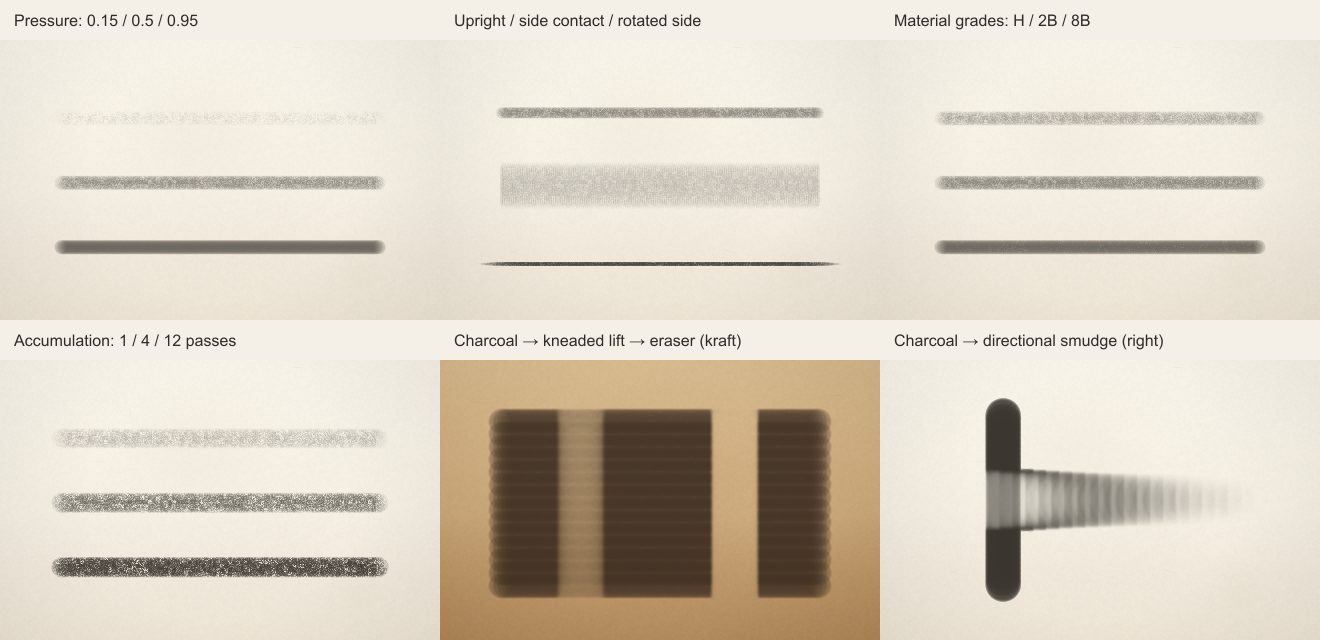 Pressure: 0.15 / 0.5 / 0.95
Upright / side contact / rotated side
Material grades: H / 2B / 8B
Accumulation: 1 / 4 / 12 passes
Charcoal → kneaded lift → eraser (kraft)
Charcoal → directional smudge (right)